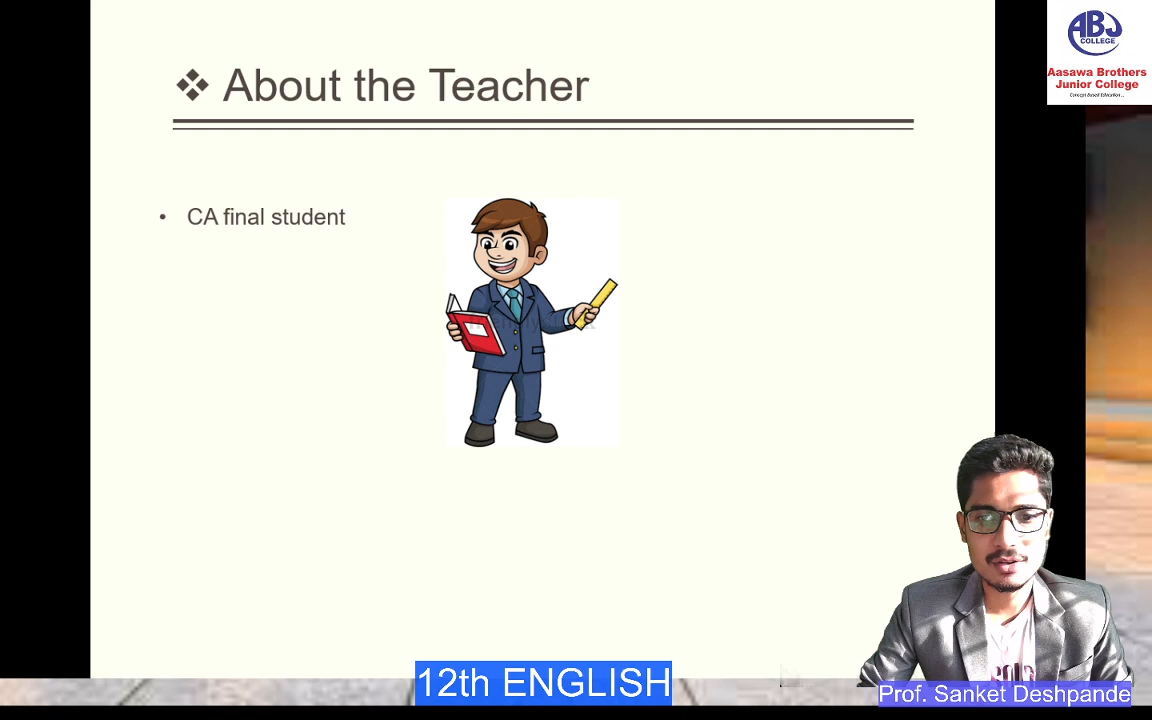 ABJ
COLLEGE
Aasawa Brothers
Junior College
Concept Based Education...
❖ About the Teacher
• CA final student
12th ENGLISH
Prof. Sanket Deshpande